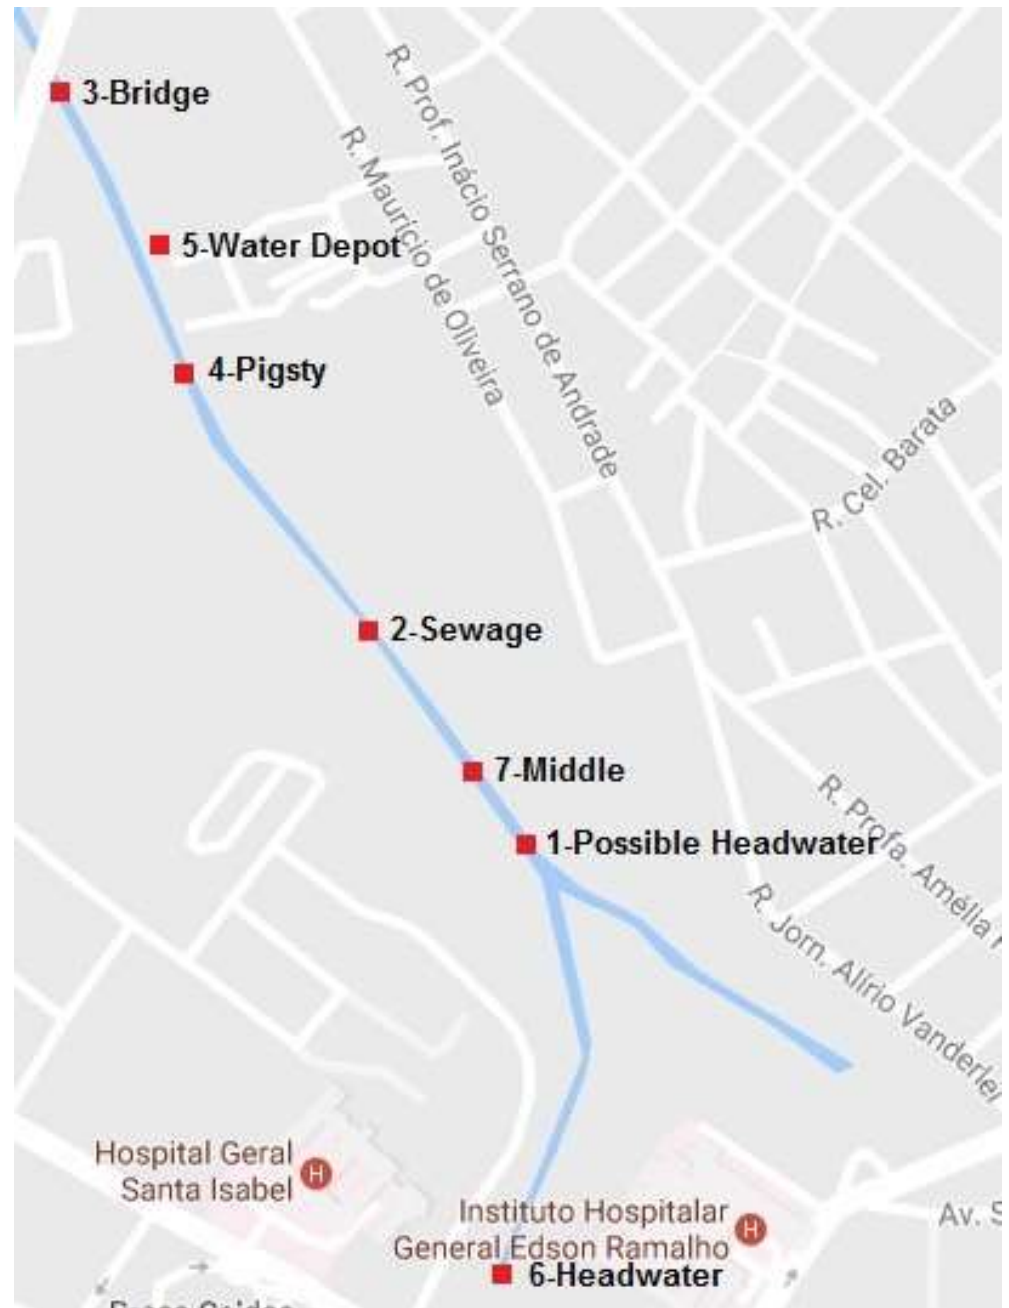 3-Bridge
R. Prof. Inácio Serrano de Andrade
R. Maurício de Oliveira
5-Water Depot
4-Pigsty
R. Cel. Barata
2-Sewage
7-Middle
R. Profa. Amélia
1-Possible Headwater
R. Jorn. Alírio Vanderlei
Hospital Geral
Santa Isabel
H
Instituto Hospitalar
General Edson Ramalho
H
Av. S
6-Headwater